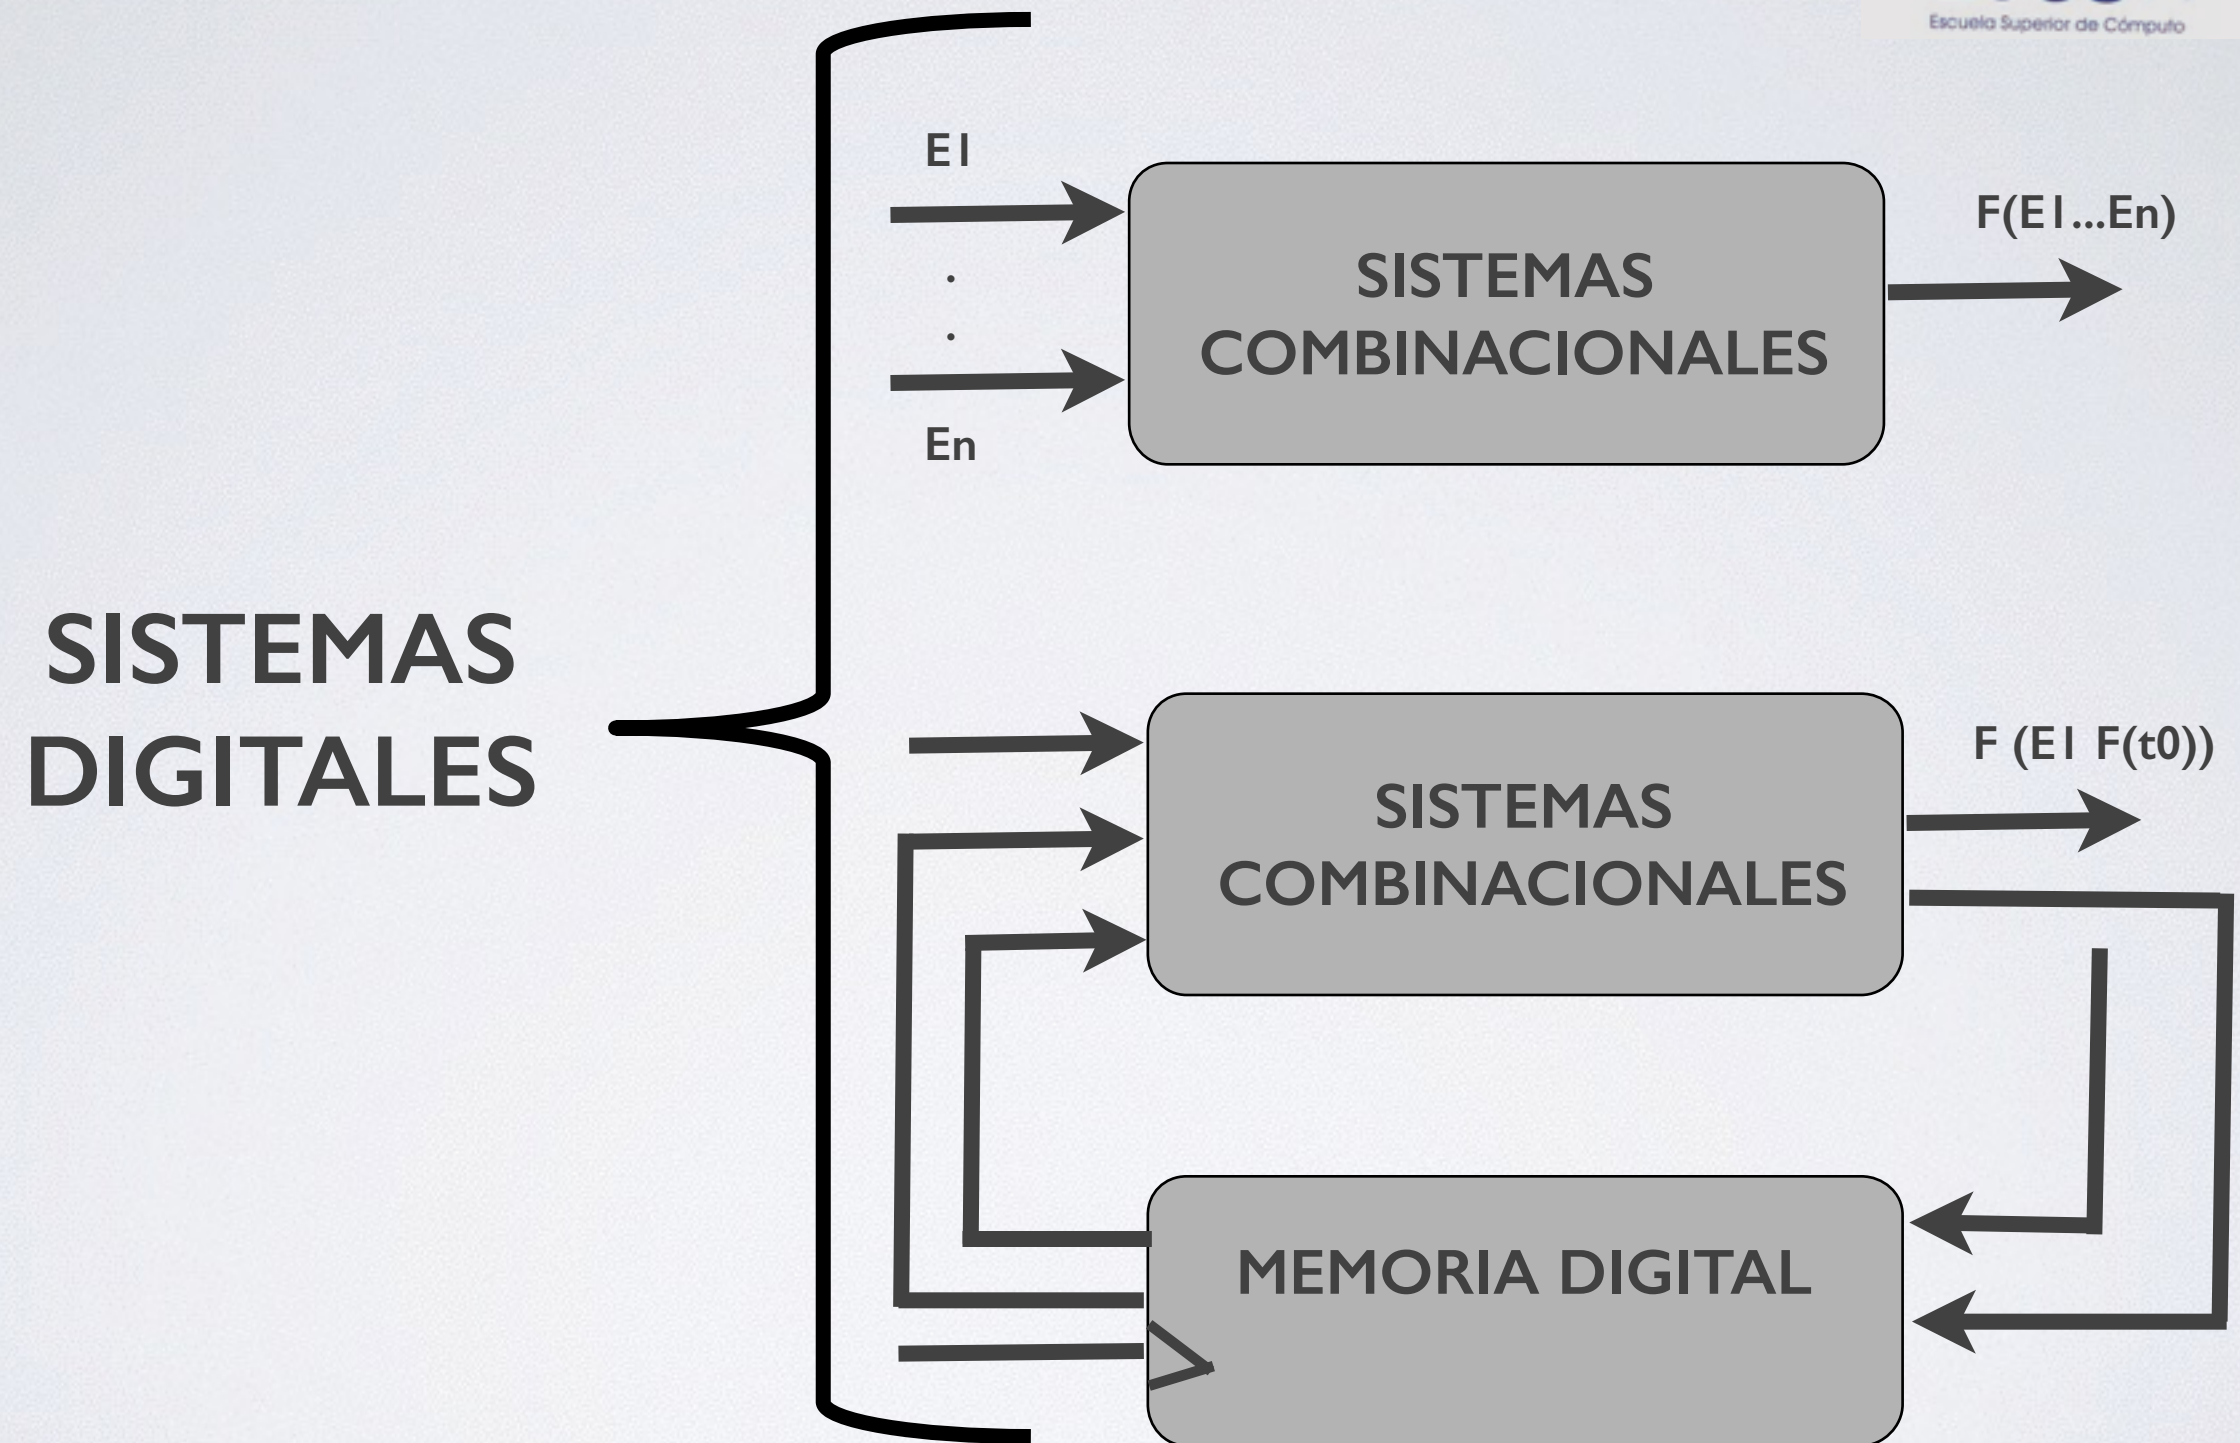 Escuela Superior de Cómputo
E1
.
.
En
SISTEMAS
COMBINACIONALES
F(E1...En)
SISTEMAS
DIGITALES
SISTEMAS
COMBINACIONALES
F (E1 F(t0))
MEMORIA DIGITAL